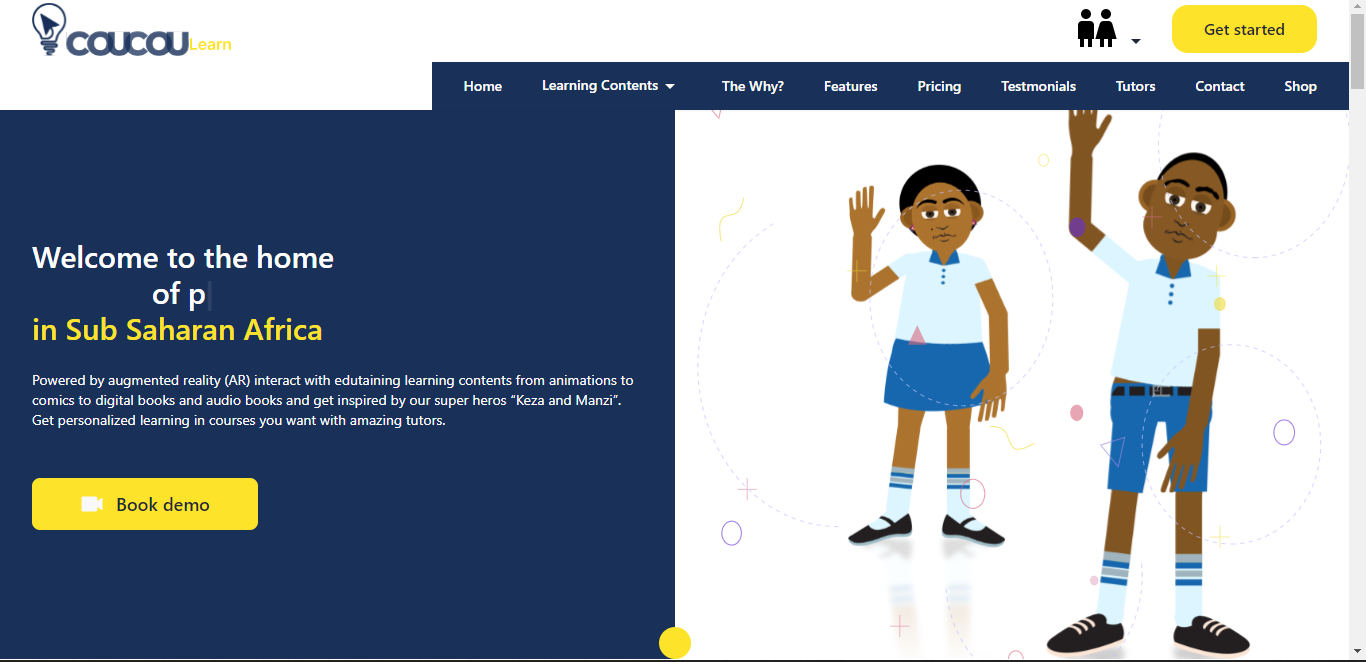 COUCOU Learn
Get started
Home Learning Contents The Why? Features Pricing Testmonials Tutors Contact Shop
Welcome to the home
of p
in Sub Saharan Africa
Powered by augmented reality (AR) interact with edutaining learning contents from animations to
comics to digital books and audio books and get inspired by our super heros “Keza and Manzi”.
Get personalized learning in courses you want with amazing tutors.
Book demo